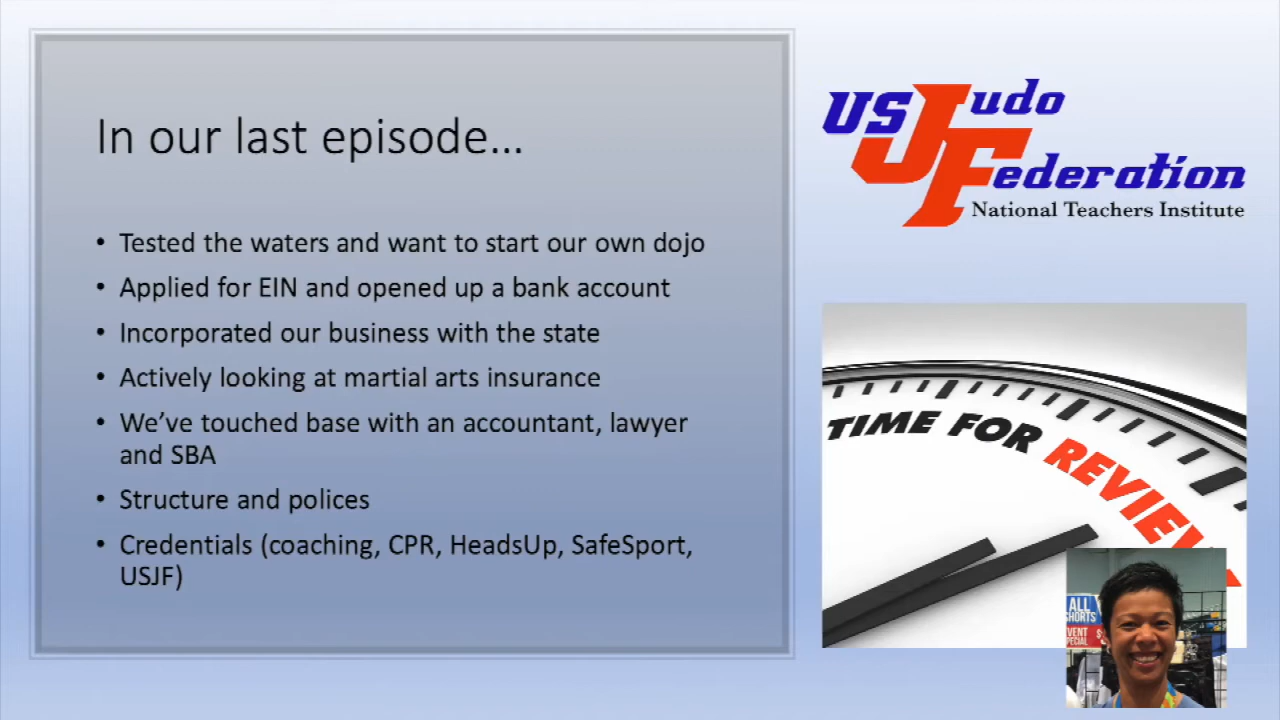 In our last episode...
• Tested the waters and want to start our own dojo
• Applied for EIN and opened up a bank account
• Incorporated our business with the state
• Actively looking at martial arts insurance
• We’ve touched base with an accountant, lawyer
and SBA
• Structure and polices
• Credentials (coaching, CPR, HeadsUp, SafeSport,
USJF)
US Judo
Federation
National Teachers Institute
TIME FOR REVIEW
ALL
SHORTS